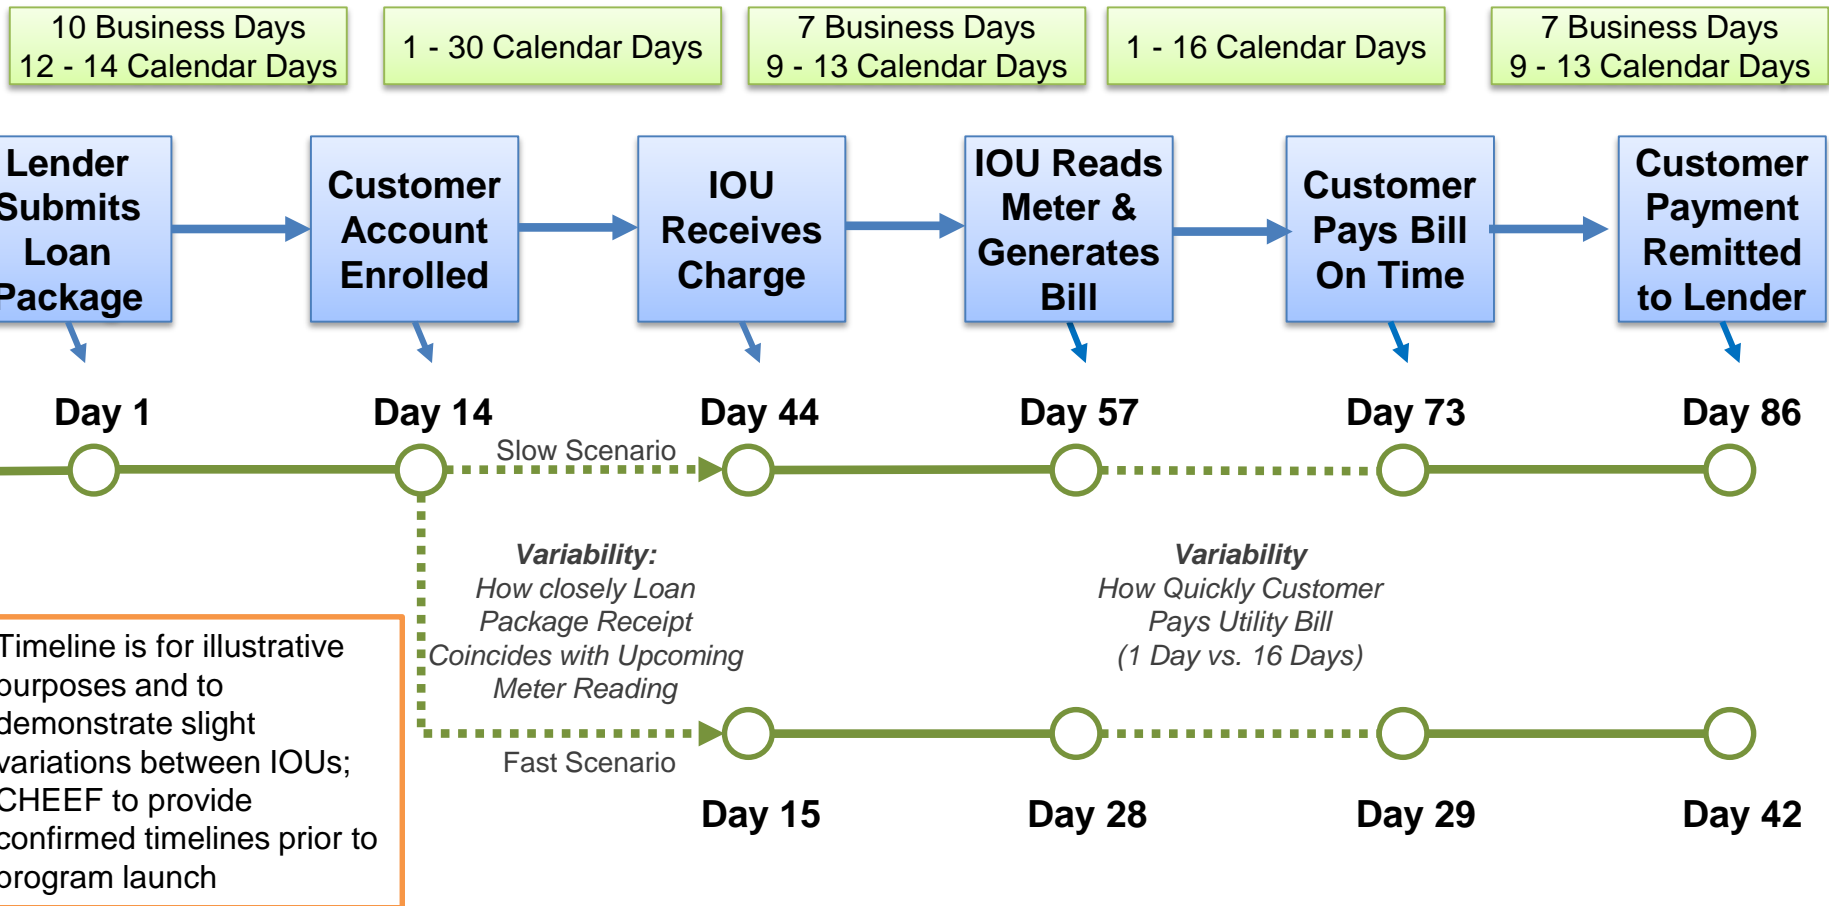 10 Business Days
12 - 14 Calendar Days
1 - 30 Calendar Days
7 Business Days
9 - 13 Calendar Days
1 - 16 Calendar Days
7 Business Days
9 - 13 Calendar Days
Lender
Submits
Loan
Package
Customer
Account
Enrolled
IOU
Receives
Charge
IOU Reads
Meter &
Generates
Bill
Customer
Pays Bill
On Time
Customer
Payment
Remitted
to Lender
Day 1
Day 14
Day 44
Day 57
Day 73
Day 86
Slow Scenario
Variability:
How closely Loan
Package Receipt
Coincides with Upcoming
Meter Reading
Variability
How Quickly Customer
Pays Utility Bill
(1 Day vs. 16 Days)
Timeline is for illustrative
purposes and to
demonstrate slight
variations between IOUs;
CHEEF to provide
confirmed timelines prior to
program launch
Fast Scenario
Day 15
Day 28
Day 29
Day 42